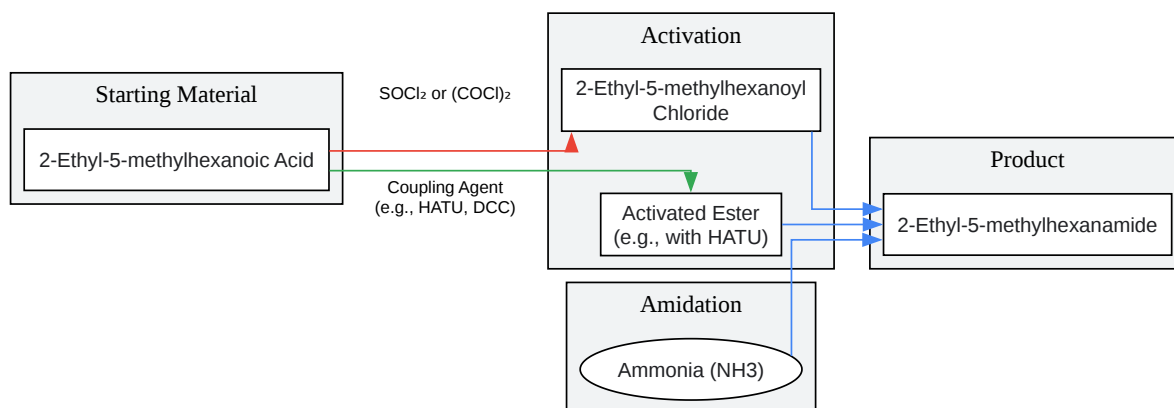 Starting Material
2-Ethyl-5-methylhexanoic Acid
SOCl₂ or (COCl)₂
Coupling Agent
(e.g., HATU, DCC)
Activation
2-Ethyl-5-methylhexanoyl
Chloride
Activated Ester
(e.g., with HATU)
Amidation
Ammonia (NH3)
Product
2-Ethyl-5-methylhexanamide